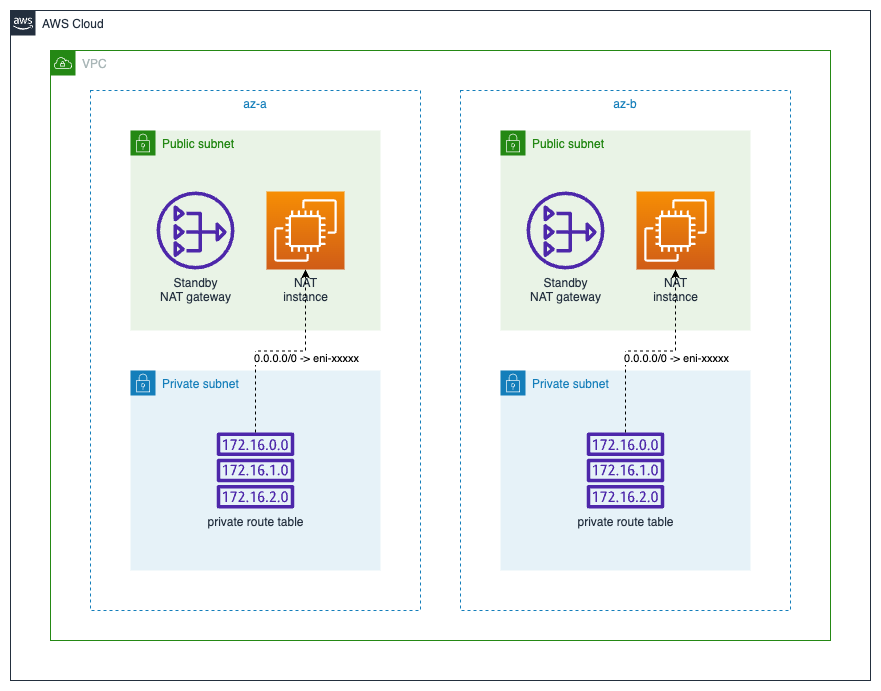 aws
AWS Cloud
VPC
az-a
Public subnet
Standby
NAT gateway
NAT
instance
0.0.0.0/0 -> eni-xxxxx
Private subnet
172.16.0.0
172.16.1.0
172.16.2.0
private route table
az-b
Public subnet
Standby
NAT gateway
NAT
instance
0.0.0.0/0 -> eni-xxxxx
Private subnet
172.16.0.0
172.16.1.0
172.16.2.0
private route table